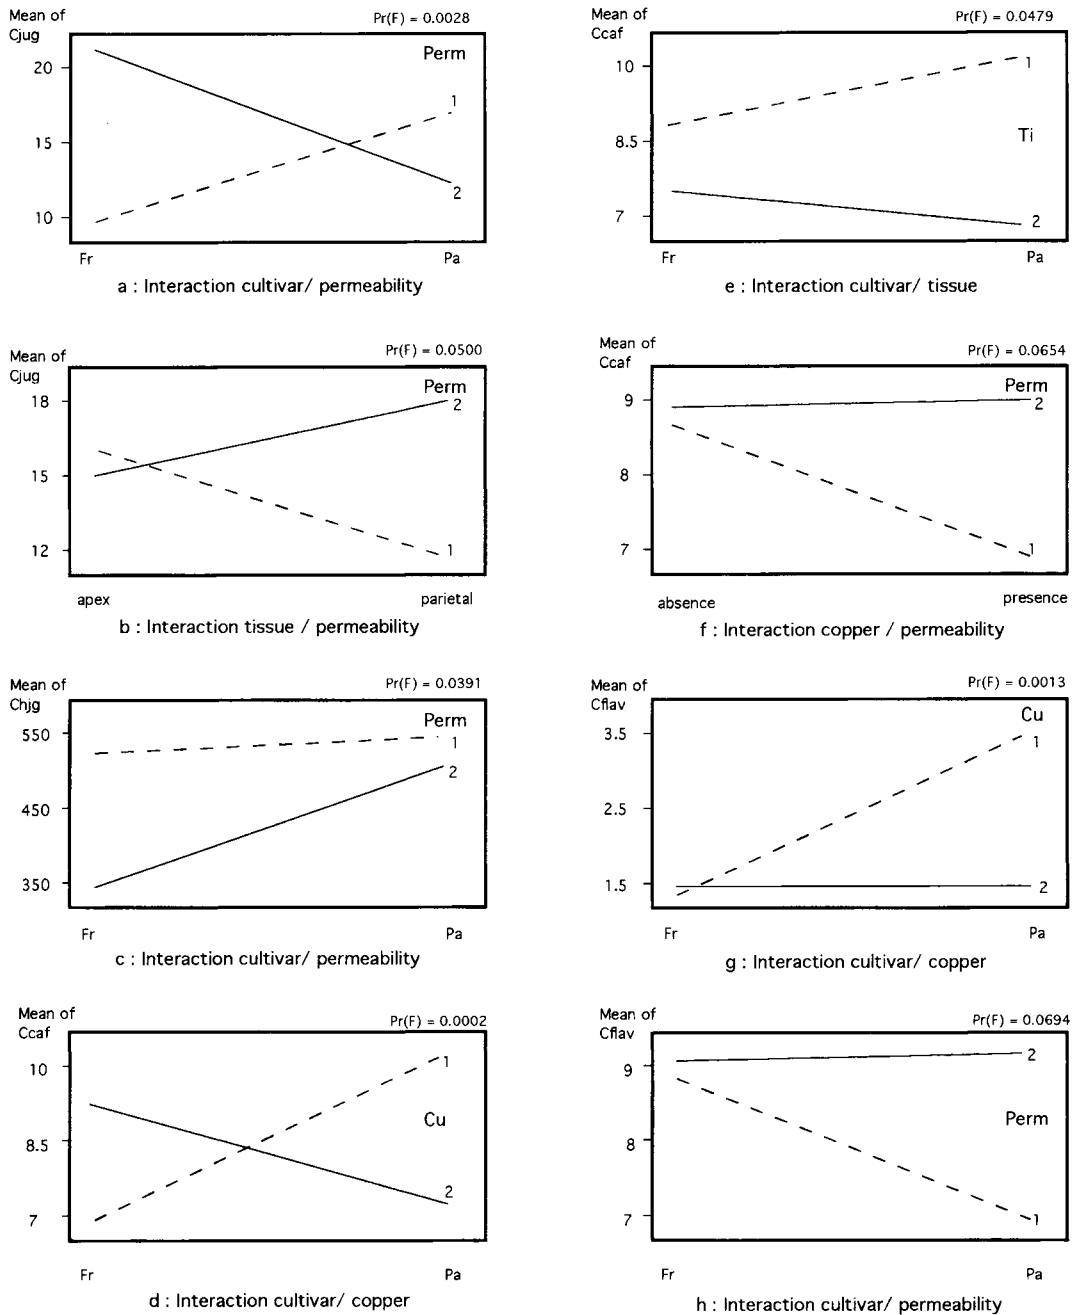 Mean of
Cjug
Pr(F) = 0.0028
Perm
20
15
10
1
2
Fr Pa
a : Interaction cultivar/ permeability
Mean of
Cjug
Pr(F) = 0.0500
Perm
18
15
12
2
1
apex parietal
b : Interaction tissue / permeability
Mean of
Chjg
Pr(F) = 0.0391
Perm
550
450
350
1
2
Fr Pa
c : Interaction cultivar/ permeability
Mean of
Ccaf
Pr(F) = 0.0002
10
8.5
7
1
Cu
2
Fr Pa
d : Interaction cultivar/ copper
Mean of
Ccaf
Pr(F) = 0.0479
10
8.5
7
1
Ti
2
Fr Pa
e : Interaction cultivar/ tissue
Mean of
Ccaf
Pr(F) = 0.0654
Perm
9
8
7
2
1
absence presence
f : Interaction copper / permeability
Mean of
Cflav
Pr(F) = 0.0013
Cu
3.5
2.5
1.5
1
2
Fr Pa
g : Interaction cultivar/ copper
Mean of
Cflav
Pr(F) = 0.0694
9
8
7
2
Perm
1
Fr Pa
h : Interaction cultivar/ permeability